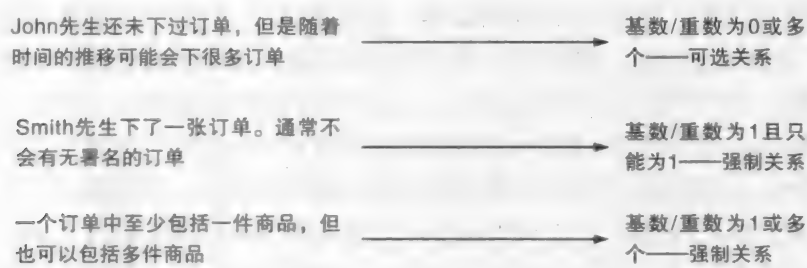 John先生还未下过订单，但是随着
时间的推移可能会下很多订单
基数/重数为0或多
个——可选关系
Smith先生下了一张订单。通常不
会有无署名的订单
基数/重数为1且只
能为1——强制关系
一个订单中至少包括一件商品，但
也可以包括多件商品
基数/重数为1或多
个——强制关系